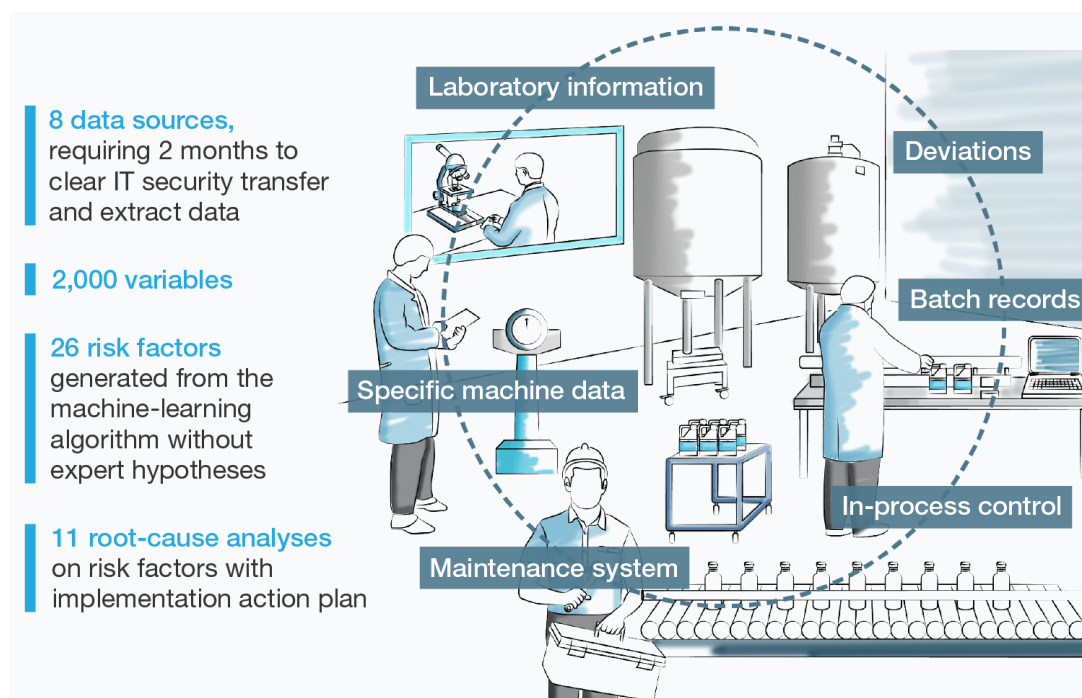 8 data sources,
requiring 2 months to
clear IT security transfer
and extract data
2,000 variables
26 risk factors
generated from the
machine-learning
algorithm without
expert hypotheses
11 root-cause analyses
on risk factors with
implementation action plan
Laboratory information
Deviations
Batch records
Specific machine data
In-process control
Maintenance system